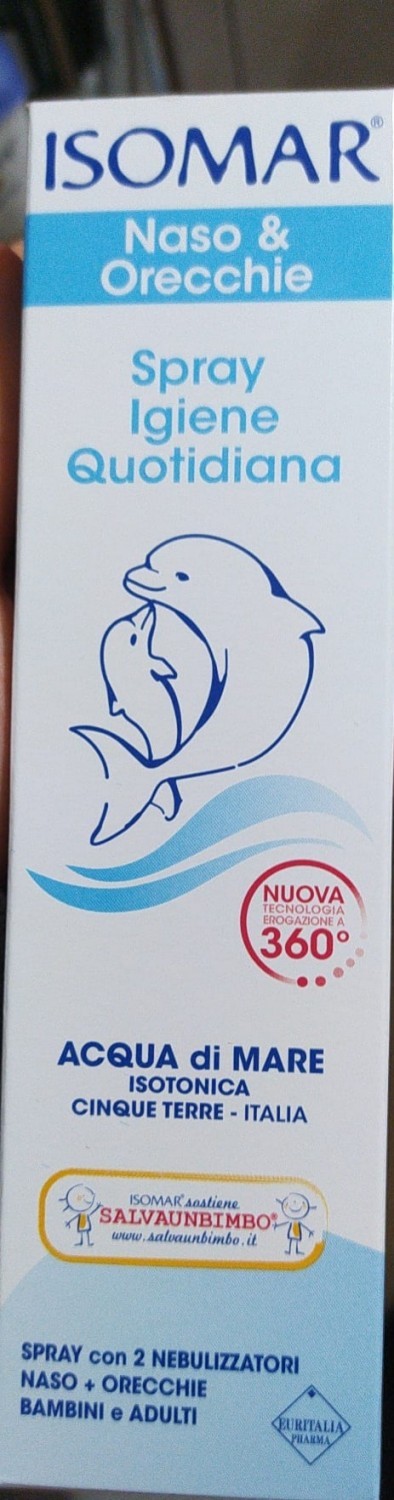 ISOMAR®
Naso &
Orecchie
Spray
Igiene
Quotidiana
NUOVA
TECNOLOGIA
EROGAZIONE A
360°
ACQUA di MARE
ISOTONICA
CINQUE TERRE - ITALIA
ISOMAR® sostiene
SALVAUNBIMBO®
www.salvaunbimbo.it
SPRAY con 2 NEBULIZZATORI
NASO + ORECCHIE
BAMBINI e ADULTI
EURITALIA
PHARMA